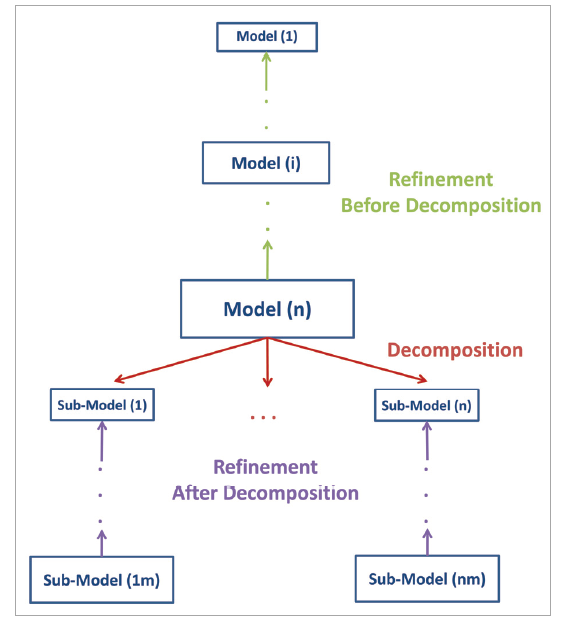 Model (1)
Model (i)
Refinement
Before Decomposition
Model (n)
Decomposition
Sub-Model (1)
...
Sub-Model (n)
Refinement
After Decomposition
Sub-Model (1m)
Sub-Model (nm)